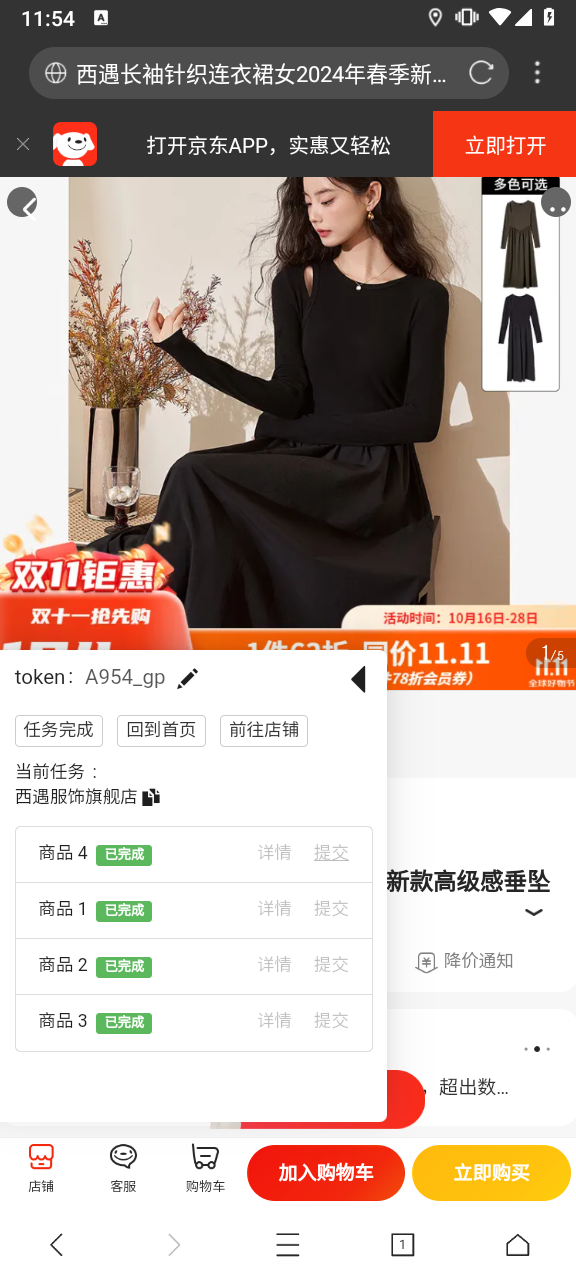 11:54
A
西遇长袖针织连衣裙女2024年春季新...
打开京东APP，实惠又轻松
立即打开
多色可选
双11钜惠
双十一抢先购
活动时间：10月16日-28日
11.11
78折会员价）
1/5
全球好物节
token： A954_gp
任务完成
回到首页
前往店铺
当前任务 :
西遇服饰旗舰店
商品 4 已完成 详情 提交
商品 1 已完成 详情 提交
商品 2 已完成 详情 提交
商品 3 已完成 详情 提交
新款高级感垂坠
降价通知
，超出数...
店铺
客服
购物车
加入购物车
立即购买
1